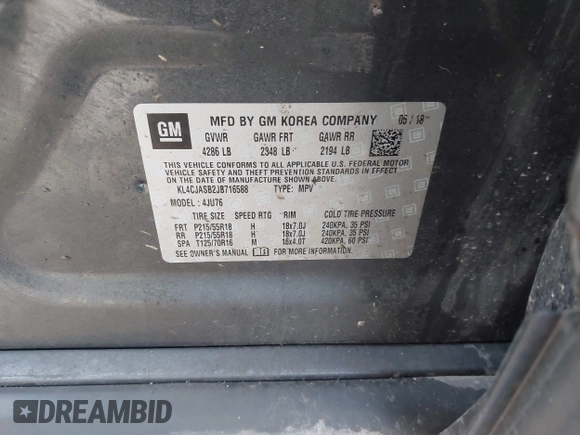 GM
MFD BY GM KOREA COMPANY 05 / 18
GVWR GAWR FRT GAWR RR
4286 LB 2348 LB 2194 LB
THIS VEHICLE CONFORMS TO ALL APPLICABLE U.S. FEDERAL MOTOR
VEHICLE SAFETY AND THEFT PREVENTION STANDARDS IN EFFECT
ON THE DATE OF MANUFACTURE SHOWN ABOVE.
KL4CJASB2JB716588 TYPE: MPV
MODEL: 4JU76
TIRE SIZE SPEED RTG RIM COLD TIRE PRESSURE
FRT P215/55R18 H 18x7.0J 240KPA, 35 PSI
RR P215/55R18 H 18x7.0J 240KPA, 35 PSI
SPA T125/70R16 M 16x4.0T 420KPA, 60 PSI
SEE OWNER'S MANUAL FOR MORE INFORMATION.
DREAMBID